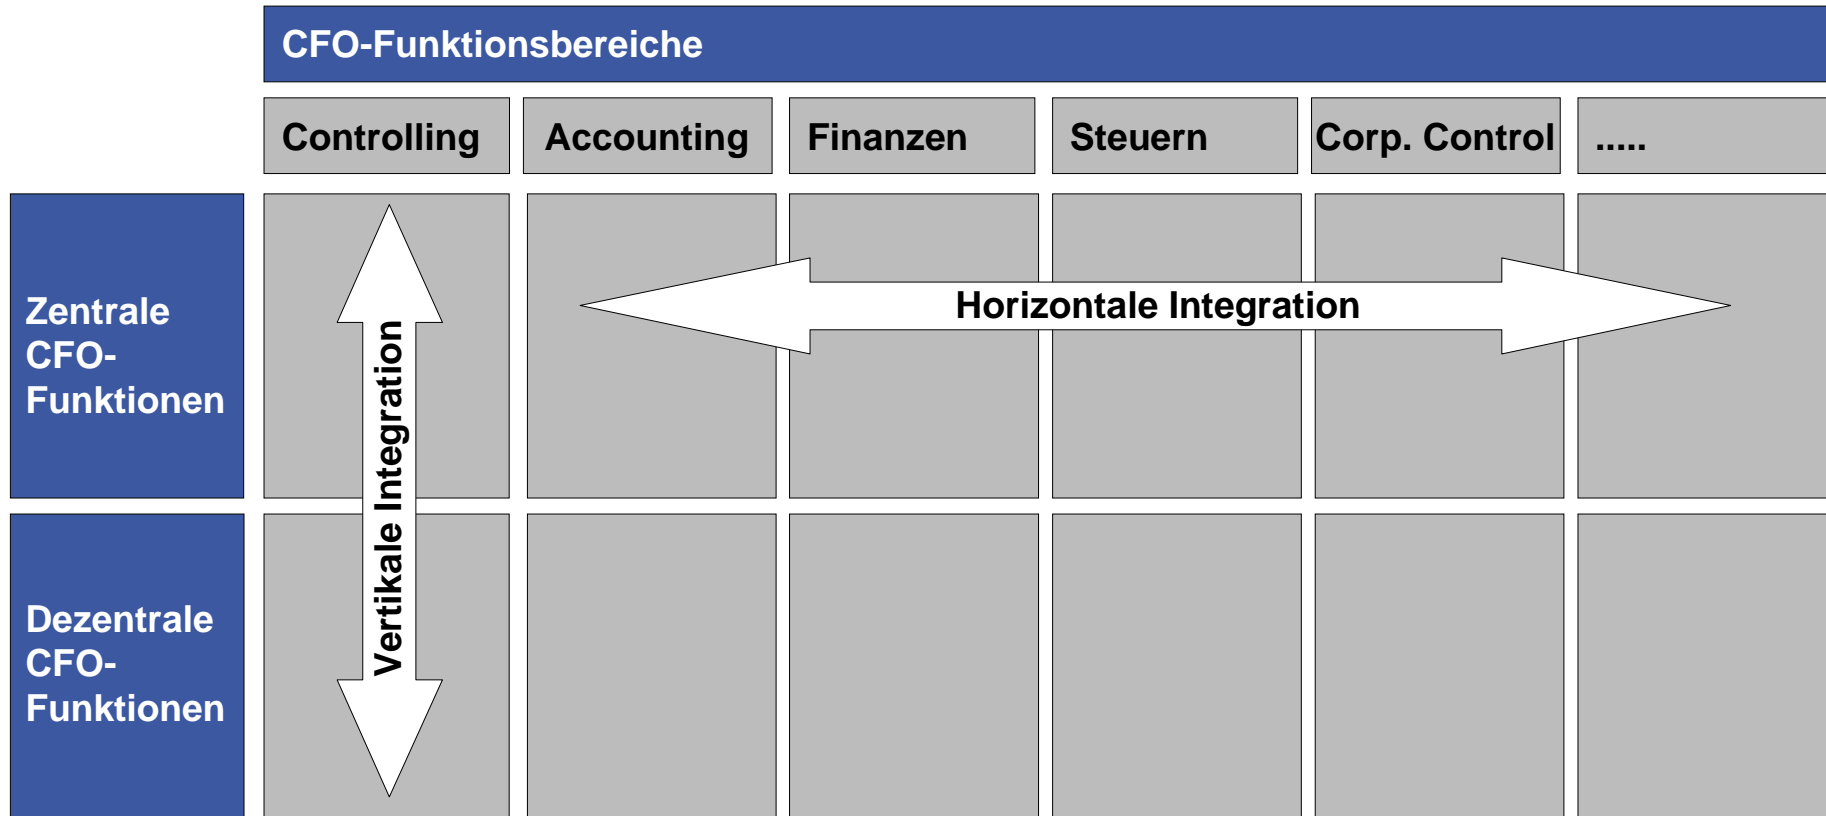 CFO-Funktionsbereiche
Controlling
Accounting
Finanzen
Steuern
Corp. Control
.....
Zentrale
CFO-
Funktionen
Horizontale Integration
Vertikale Integration
Dezentrale
CFO-
Funktionen